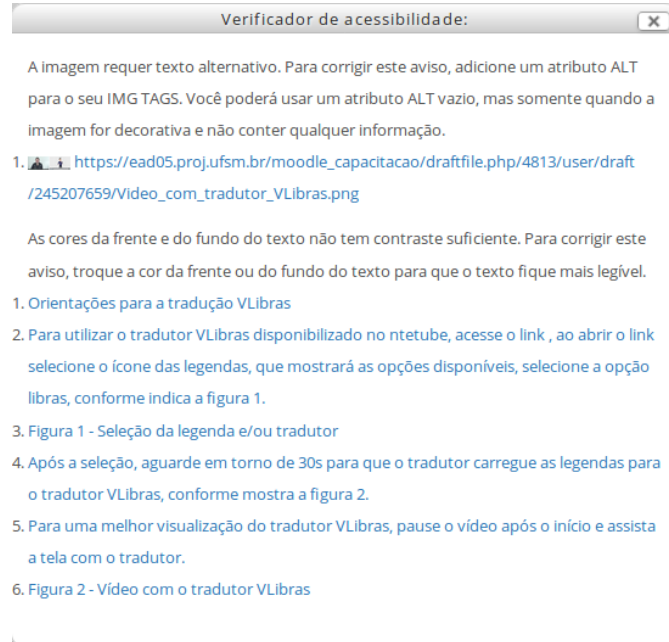 Verificador de acessibilidade:
A imagem requer texto alternativo. Para corrigir este aviso, adicione um atributo ALT
para o seu IMG TAGS. Você poderá usar um atributo ALT vazio, mas somente quando a
imagem for decorativa e não conter qualquer informação.
1. https://ead05.proj.ufsm.br/moodle_capacitacao/draftfile.php/4813/user/draft
/245207659/Video_com_tradutor_VLibras.png
As cores da frente e do fundo do texto não tem contraste suficiente. Para corrigir este
aviso, troque a cor da frente ou do fundo do texto para que o texto fique mais legível.
1. Orientações para a tradução VLibras
2. Para utilizar o tradutor VLibras disponibilizado no ntetube, acesse o link , ao abrir o link
selecione o ícone das legendas, que mostrará as opções disponíveis, selecione a opção
libras, conforme indica a figura 1.
3. Figura 1 - Seleção da legenda e/ou tradutor
4. Após a seleção, aguarde em torno de 30s para que o tradutor carregue as legendas para
o tradutor VLibras, conforme mostra a figura 2.
5. Para uma melhor visualização do tradutor VLibras, pause o vídeo após o início e assista
a tela com o tradutor.
6. Figura 2 - Vídeo com o tradutor VLibras